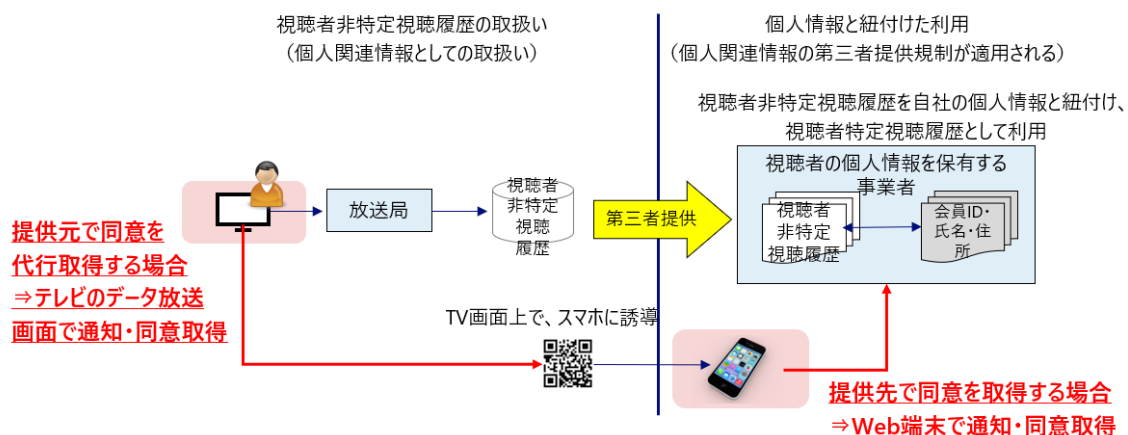 視聴者非特定視聴履歴の取扱い
（個人関連情報としての取扱い）
個人情報と紐付けた利用
（個人関連情報の第三者提供規制が適用される）
視聴者非特定視聴履歴を自社の個人情報と紐付け、
視聴者特定視聴履歴として利用
視聴者の個人情報を保有する
事業者
放送局
視聴者
非特定
視聴
履歴
第三者提供
視聴者
非特定
視聴履歴
会員ID・
氏名・住
所
提供元で同意を
代行取得する場合
⇒テレビのデータ放送
画面で通知・同意取得
TV画面上で、スマホに誘導
提供先で同意を取得する場合
⇒Web端末で通知・同意取得